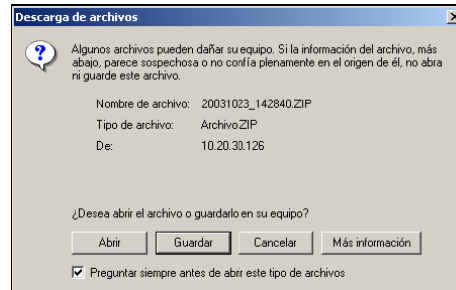 Descarga de archivos
Algunos archivos pueden dañar su equipo. Si la información del archivo, más
abajo, parece sospechosa o no confía plenamente en el origen de él, no abra
ni guarde este archivo.
Nombre de archivo: 20031023_142840.ZIP
Tipo de archivo: Archivo ZIP
De: 10.20.30.126
¿Desea abrir el archivo o guardarlo en su equipo?
Abrir Guardar Cancelar Más información
Preguntar siempre antes de abrir este tipo de archivos